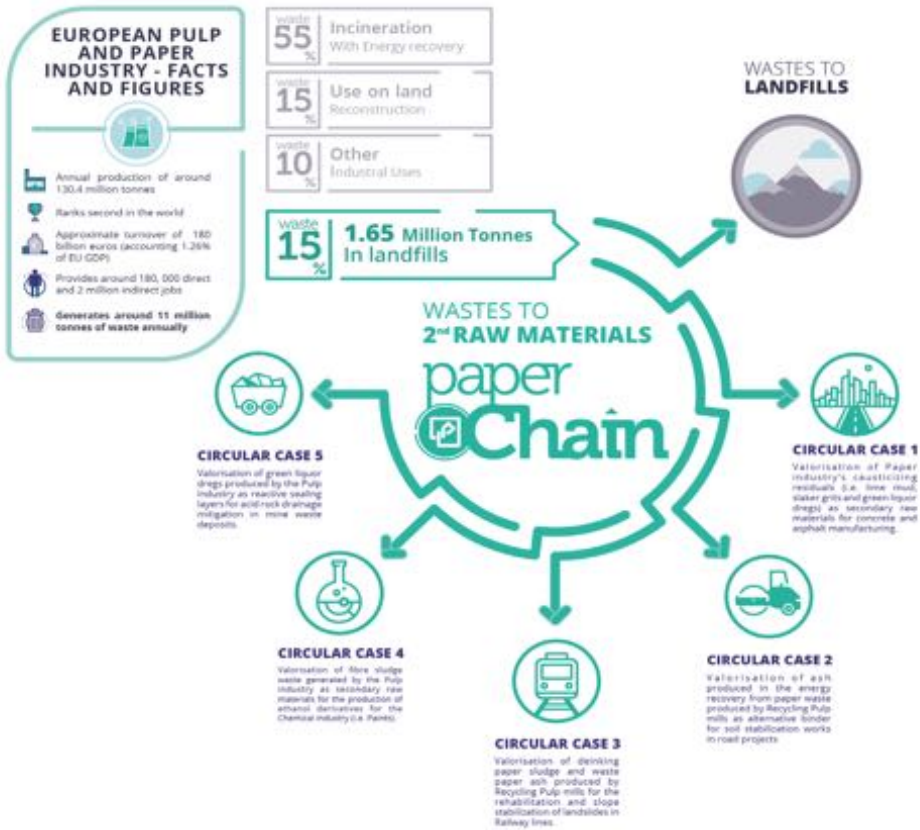 EUROPEAN PULP
AND PAPER
INDUSTRY - FACTS
AND FIGURES
Annual production of around
130.4 million tonnes
Ranks second in the world
Approximate turnover of 180
billion euros (accounting 1.26%
of EU GDP)
Provides around 180, 000 direct
and 2 million indirect jobs
Generates around 11 million
tonnes of waste annually
waste
55
%
Incineration
With Energy recovery
waste
15
%
Use on land
Reconstruction
waste
10
%
Other
Industrial Uses
waste
15
%
1.65 Million Tonnes
In landfills
WASTES TO
LANDFILLS
WASTES TO
2nd RAW MATERIALS
paper
Chain
CIRCULAR CASE 1
Valorisation of Paper
industry's causticizing
residuals (i.e. lime mud,
slaker grits and green liquor
dregs) as secondary raw
materials for concrete and
asphalt manufacturing.
CIRCULAR CASE 2
Valorisation of ash
produced in the energy
recovery from paper waste
produced by Recycling Pulp
mills as alternative binder
for soil stabilization works
in road projects
CIRCULAR CASE 3
Valorisation of deinking
paper sludge and waste
paper ash produced by
Recycling Pulp mills for the
rehabilitation and slope
stabilization of landslides in
Railway lines.
CIRCULAR CASE 4
Valorisation of fibre sludge
waste generated by the Pulp
industry as secondary raw
materials for the production of
ethanol derivatives for the
Chemical industry (i.e. Paints)
CIRCULAR CASE 5
Valorisation of green liquor
dregs produced by the Pulp
industry as reactive sealing
layers for acid rock drainage
mitigation in mine waste
deposits.